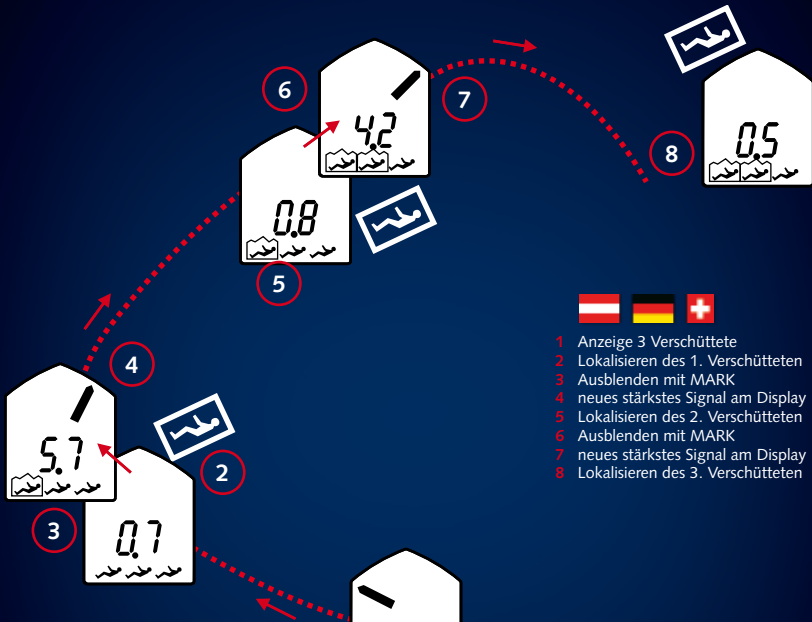 6
4.2
7
8
0.5
0.8
5
1 Anzeige 3 Verschüttete
2 Lokalisieren des 1. Verschütteten
3 Ausblenden mit MARK
4 neues stärkstes Signal am Display
5 Lokalisieren des 2. Verschütteten
6 Ausblenden mit MARK
7 neues stärkstes Signal am Display
8 Lokalisieren des 3. Verschütteten
4
5.7
2
3
0.7